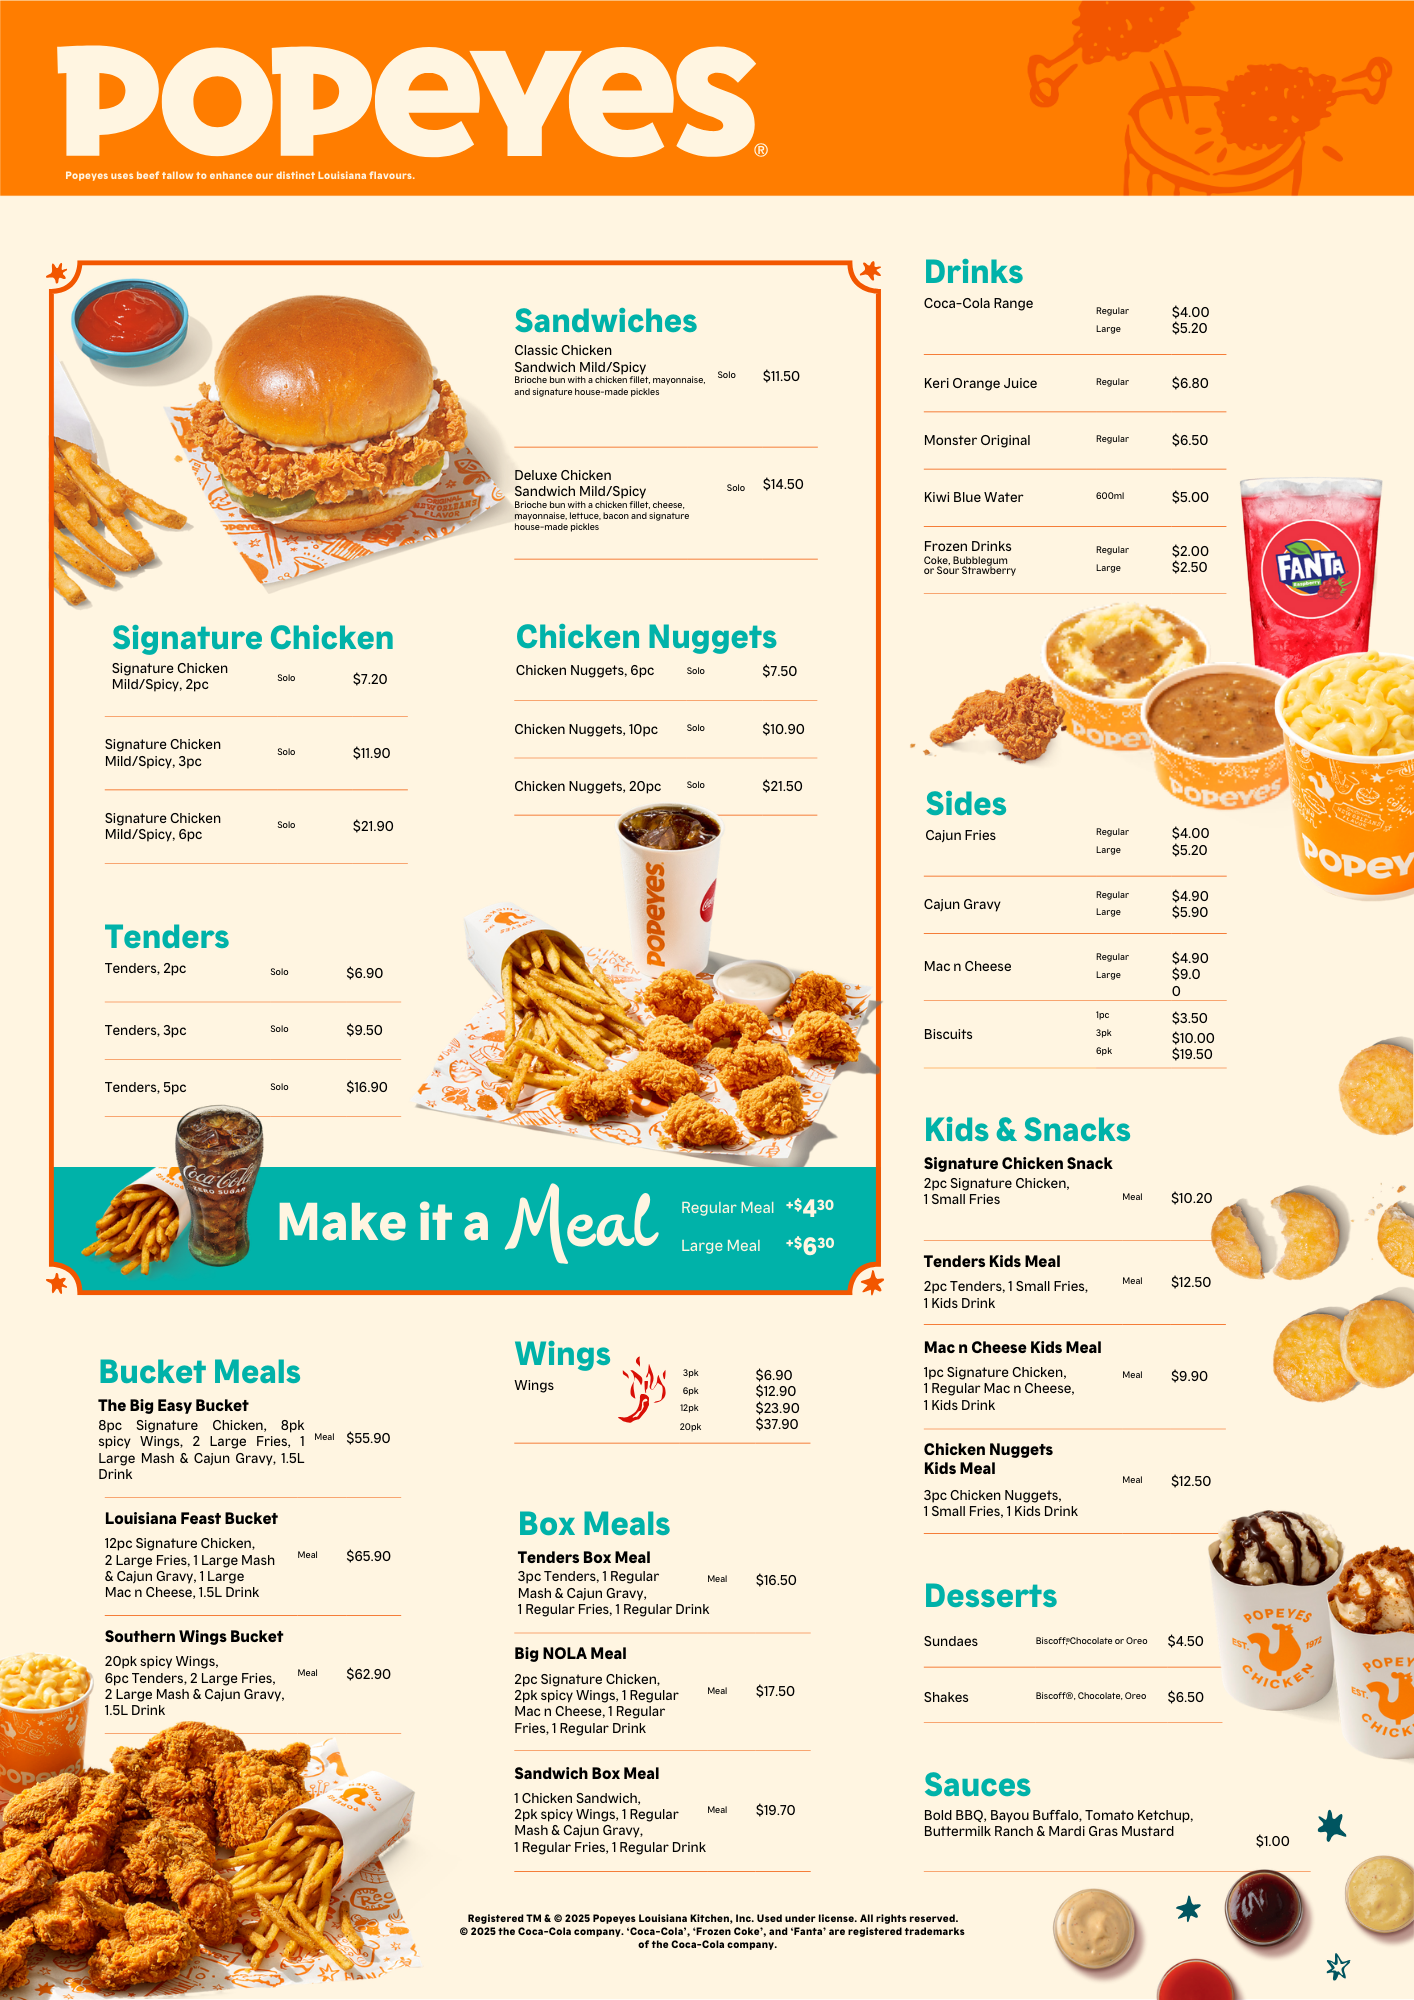 POPEYES®
Popeyes uses beef tallow to enhance our distinct Louisiana flavours.
Sandwiches
Classic Chicken
Sandwich Mild/Spicy
Solo $11.50
Brioche bun with a chicken fillet, mayonnaise,
and signature house-made pickles
Deluxe Chicken
Sandwich Mild/Spicy
Solo $14.50
Brioche bun with a chicken fillet, cheese,
mayonnaise, lettuce, bacon and signature
house-made pickles
Signature Chicken
Signature Chicken
Mild/Spicy, 2pc
Solo $7.20
Signature Chicken
Mild/Spicy, 3pc
Solo $11.90
Signature Chicken
Mild/Spicy, 6pc
Solo $21.90
Chicken Nuggets
Chicken Nuggets, 6pc Solo $7.50
Chicken Nuggets, 10pc Solo $10.90
Chicken Nuggets, 20pc Solo $21.50
POPEYES
Tenders
Tenders, 2pc Solo $6.90
Tenders, 3pc Solo $9.50
Tenders, 5pc Solo $16.90
Coca-Cola
ZERO SUGAR
Make it a Meal
Regular Meal +$4.30
Large Meal +$6.30
Bucket Meals
The Big Easy Bucket
8pc Signature Chicken, 8pk
spicy Wings, 2 Large Fries, 1
Large Mash & Cajun Gravy, 1.5L
Drink
Meal $55.90
Louisiana Feast Bucket
12pc Signature Chicken,
2 Large Fries, 1 Large Mash
& Cajun Gravy, 1 Large
Mac n Cheese, 1.5L Drink
Meal $65.90
Southern Wings Bucket
20pk spicy Wings,
6pc Tenders, 2 Large Fries,
2 Large Mash & Cajun Gravy,
1.5L Drink
Meal $62.90
Wings
Wings
3pk $6.90
6pk $12.90
12pk $23.90
20pk $37.90
Box Meals
Tenders Box Meal
3pc Tenders, 1 Regular
Mash & Cajun Gravy,
1 Regular Fries, 1 Regular Drink
Meal $16.50
Big NOLA Meal
2pc Signature Chicken,
2pk spicy Wings, 1 Regular
Mac n Cheese, 1 Regular
Fries, 1 Regular Drink
Meal $17.50
Sandwich Box Meal
1 Chicken Sandwich,
2pk spicy Wings, 1 Regular
Mash & Cajun Gravy,
1 Regular Fries, 1 Regular Drink
Meal $19.70
Drinks
Coca-Cola Range
Regular $4.00
Large $5.20
Keri Orange Juice Regular $6.80
Monster Original Regular $6.50
Kiwi Blue Water 600ml $5.00
Frozen Drinks
Coke, Bubblegum
or Sour Strawberry
Regular $2.00
Large $2.50
FANTA
Raspberry
POPEYES
POPEY
Sides
Cajun Fries
Regular $4.00
Large $5.20
Cajun Gravy
Regular $4.90
Large $5.90
Mac n Cheese
Regular $4.90
Large $9.0
0
Biscuits
1pc $3.50
3pk $10.00
6pk $19.50
Kids & Snacks
Signature Chicken Snack
2pc Signature Chicken,
1 Small Fries
Meal $10.20
Tenders Kids Meal
2pc Tenders, 1 Small Fries,
1 Kids Drink
Meal $12.50
Mac n Cheese Kids Meal
1pc Signature Chicken,
1 Regular Mac n Cheese,
1 Kids Drink
Meal $9.90
Chicken Nuggets
Kids Meal
3pc Chicken Nuggets,
1 Small Fries, 1 Kids Drink
Meal $12.50
Desserts
Sundaes Biscoff®Chocolate or Oreo $4.50
Shakes Biscoff®, Chocolate, Oreo $6.50
POPEYES
EST. 1972
CHICKEN
POPEY
EST.
CHICK
Sauces
Bold BBQ, Bayou Buffalo, Tomato Ketchup,
Buttermilk Ranch & Mardi Gras Mustard
$1.00
Registered TM & © 2025 Popeyes Louisiana Kitchen, Inc. Used under license. All rights reserved.
© 2025 the Coca-Cola company. ‘Coca-Cola’, ‘Frozen Coke’, and ‘Fanta’ are registered trademarks
of the Coca-Cola company.